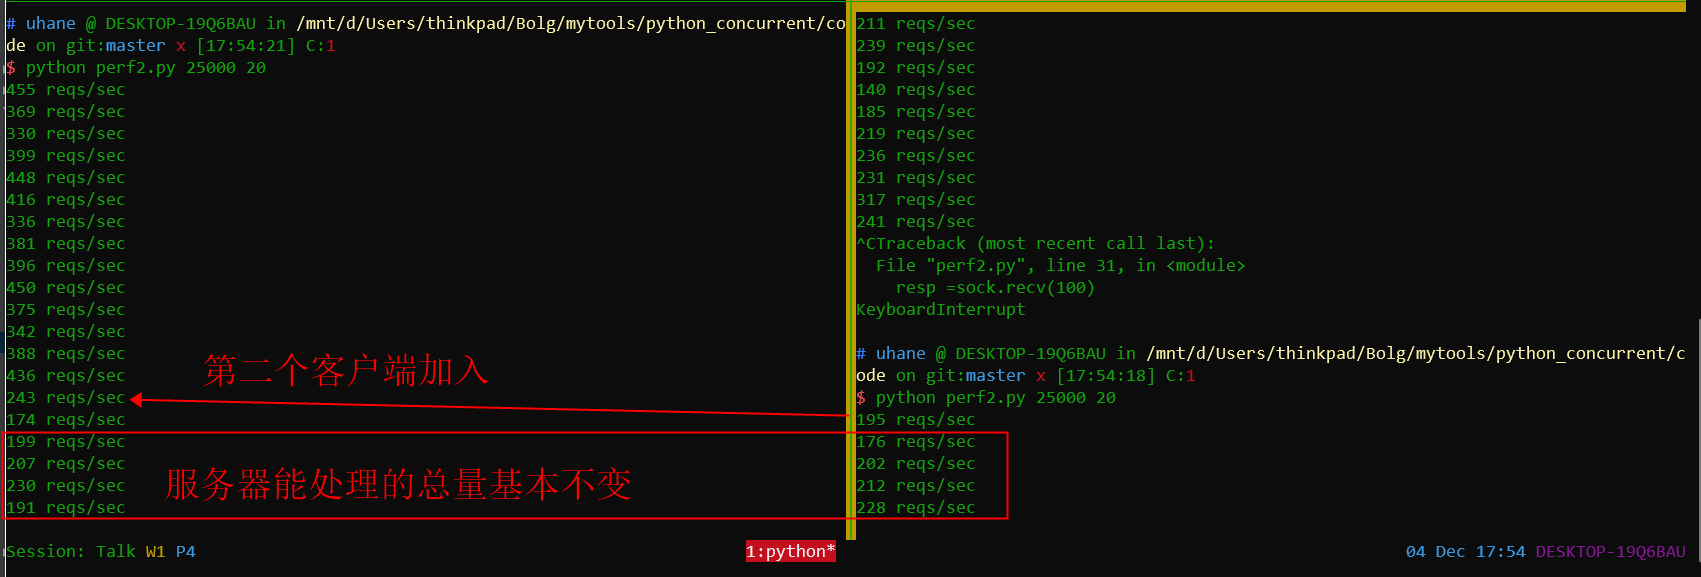 # uhane @ DESKTOP-19Q6BAU in /mnt/d/Users/thinkpad/Bolg/mytools/python_concurrent/co
de on git:master x [17:54:21] C:1
$ python perf2.py 25000 20
455 reqs/sec
369 reqs/sec
330 reqs/sec
399 reqs/sec
448 reqs/sec
416 reqs/sec
336 reqs/sec
381 reqs/sec
396 reqs/sec
450 reqs/sec
375 reqs/sec
342 reqs/sec
388 reqs/sec
436 reqs/sec
243 reqs/sec
174 reqs/sec
199 reqs/sec
207 reqs/sec
230 reqs/sec
191 reqs/sec
第二个客户端加入
服务器能处理的总量基本不变
211 reqs/sec
239 reqs/sec
192 reqs/sec
140 reqs/sec
185 reqs/sec
219 reqs/sec
236 reqs/sec
231 reqs/sec
317 reqs/sec
241 reqs/sec
^CTraceback (most recent call last):
  File "perf2.py", line 31, in <module>
    resp =sock.recv(100)
KeyboardInterrupt
# uhane @ DESKTOP-19Q6BAU in /mnt/d/Users/thinkpad/Bolg/mytools/python_concurrent/c
ode on git:master x [17:54:18] C:1
$ python perf2.py 25000 20
195 reqs/sec
176 reqs/sec
202 reqs/sec
212 reqs/sec
228 reqs/sec
Session: Talk W1 P4 1:python* 04 Dec 17:54 DESKTOP-19Q6BAU